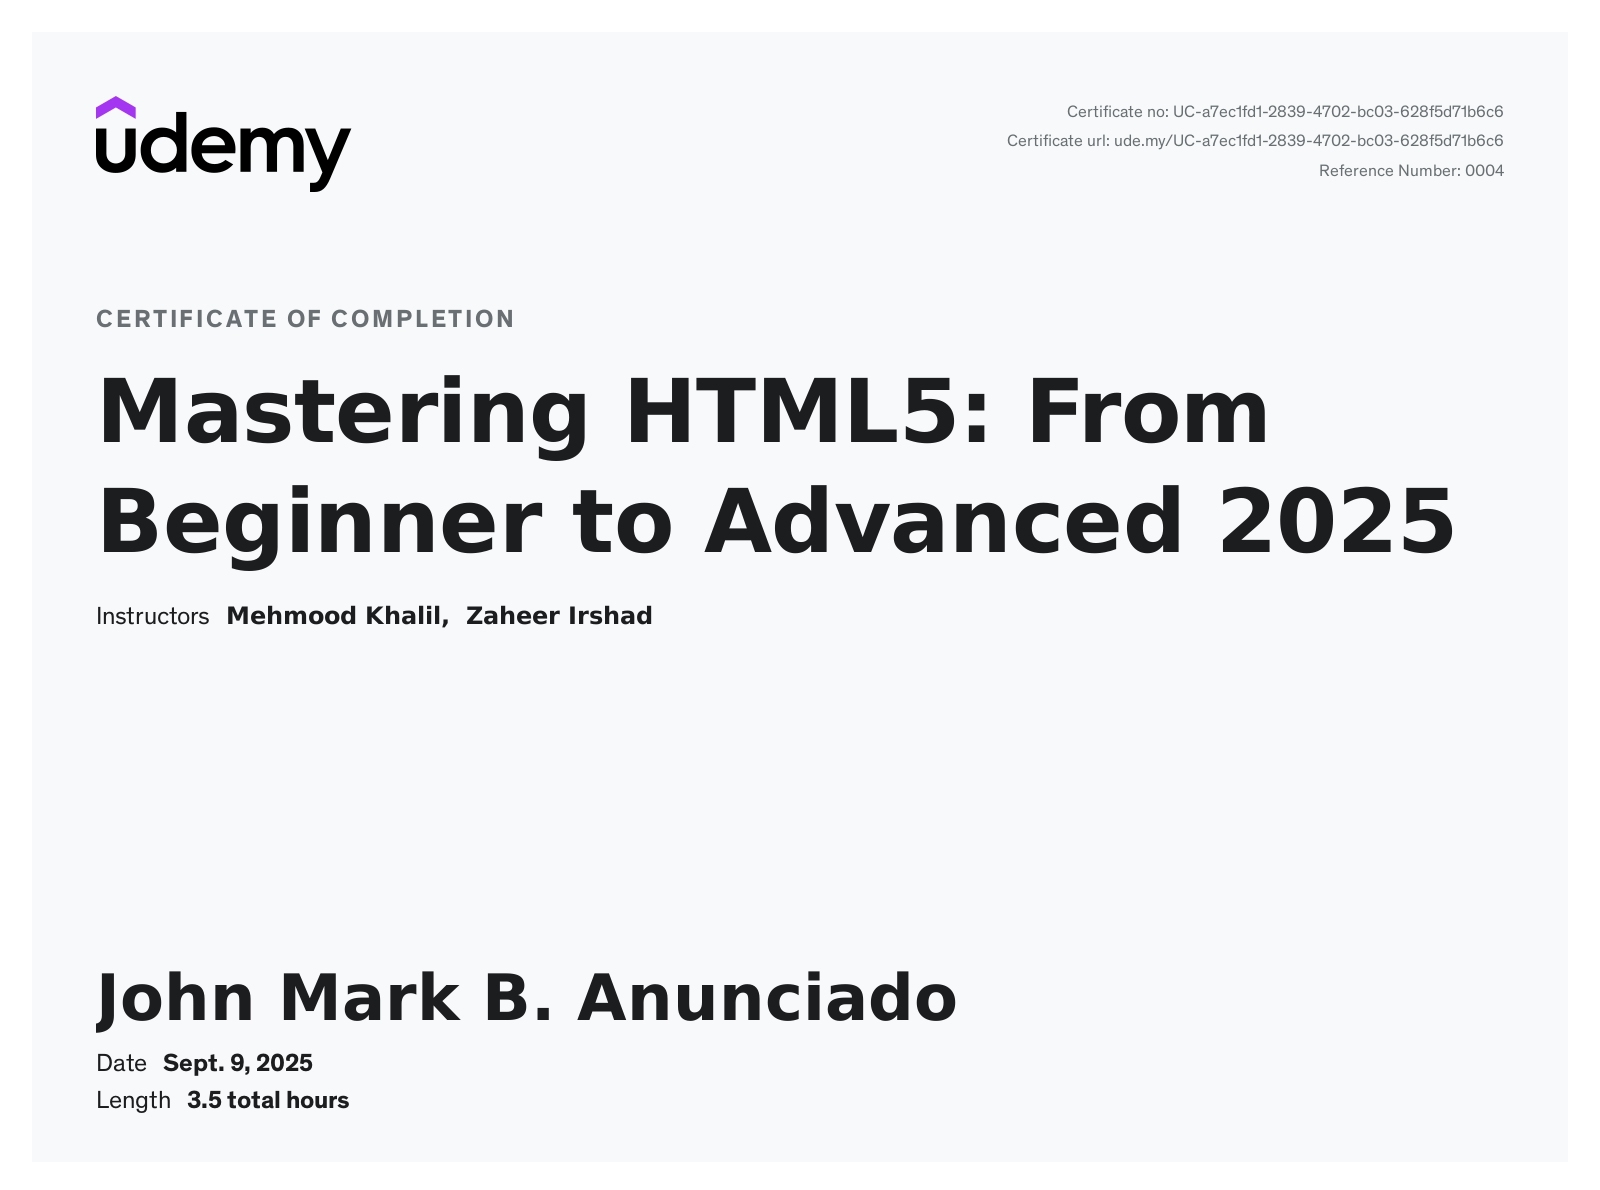 udemy
Certificate no: UC-a7ec1fd1-2839-4702-bc03-628f5d71b6c6
Certificate url: ude.my/UC-a7ec1fd1-2839-4702-bc03-628f5d71b6c6
Reference Number: 0004
CERTIFICATE OF COMPLETION
Mastering HTML5: From
Beginner to Advanced 2025
Instructors Mehmood Khalil, Zaheer Irshad
John Mark B. Anunciado
Date Sept. 9, 2025
Length 3.5 total hours